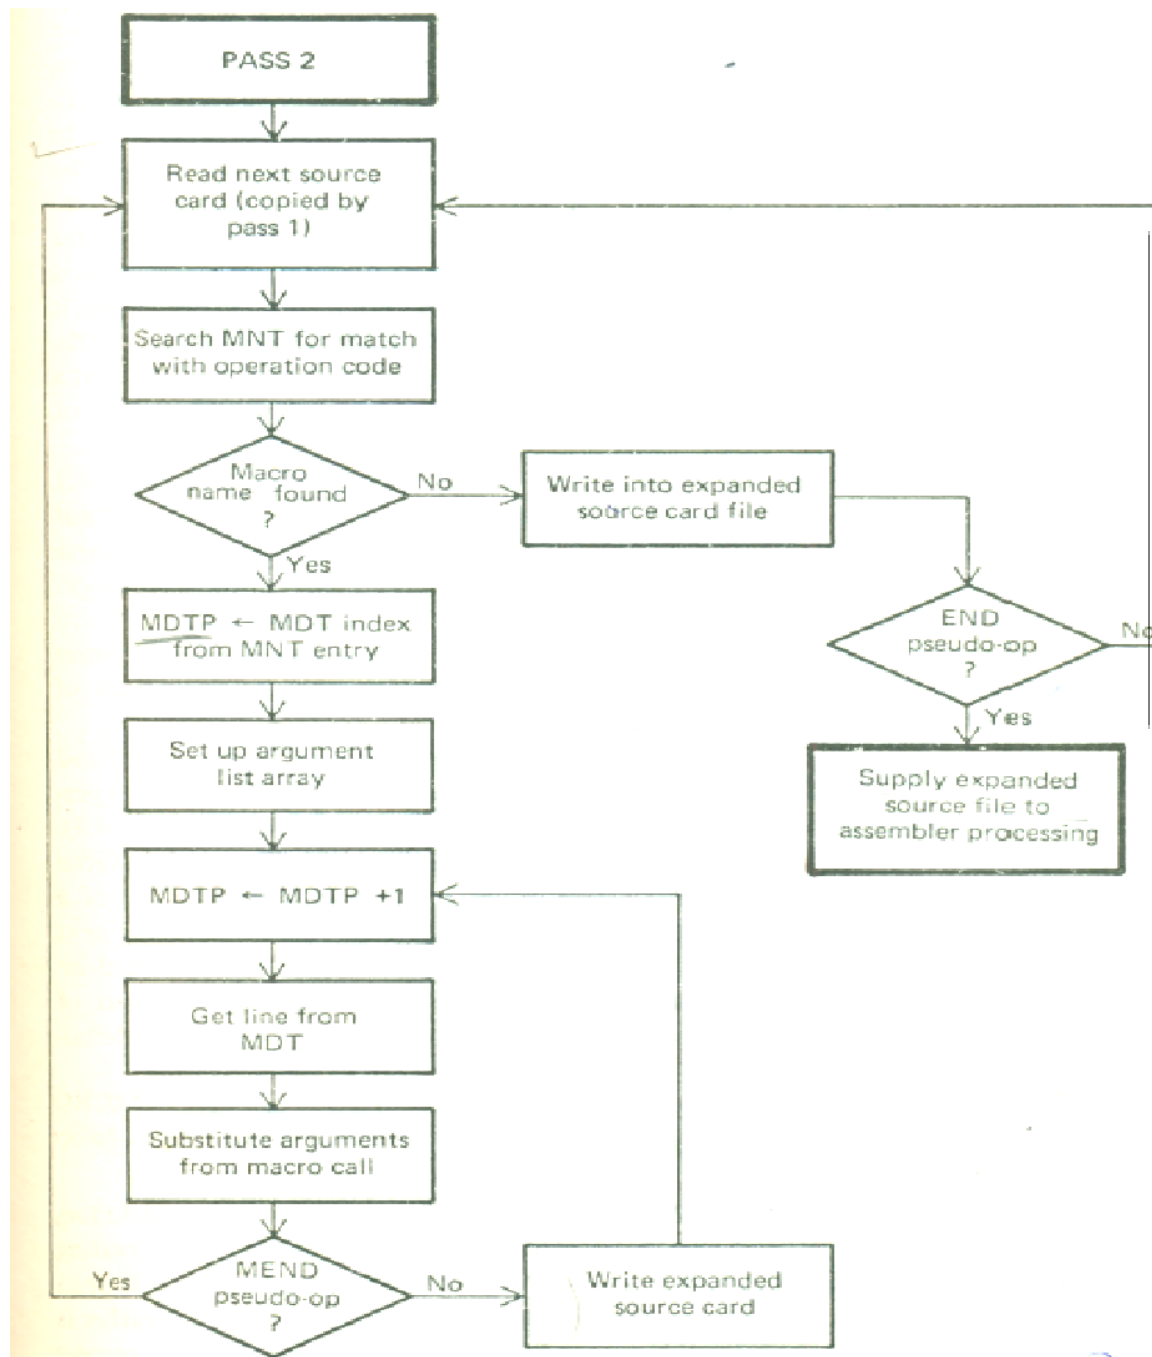 PASS 2
Read next source
card (copied by
pass 1)
Search MNT for match
with operation code
Macro
name found
?
No
Write into expanded
source card file
Yes
MDTP ← MDT index
from MNT entry
END
pseudo-op
?
No
Yes
Set up argument
list array
Supply expanded
source file to
assembler processing
MDTP ← MDTP +1
Get line from
MDT
Substitute arguments
from macro call
MEND
pseudo-op
?
Yes
No
Write expanded
source card